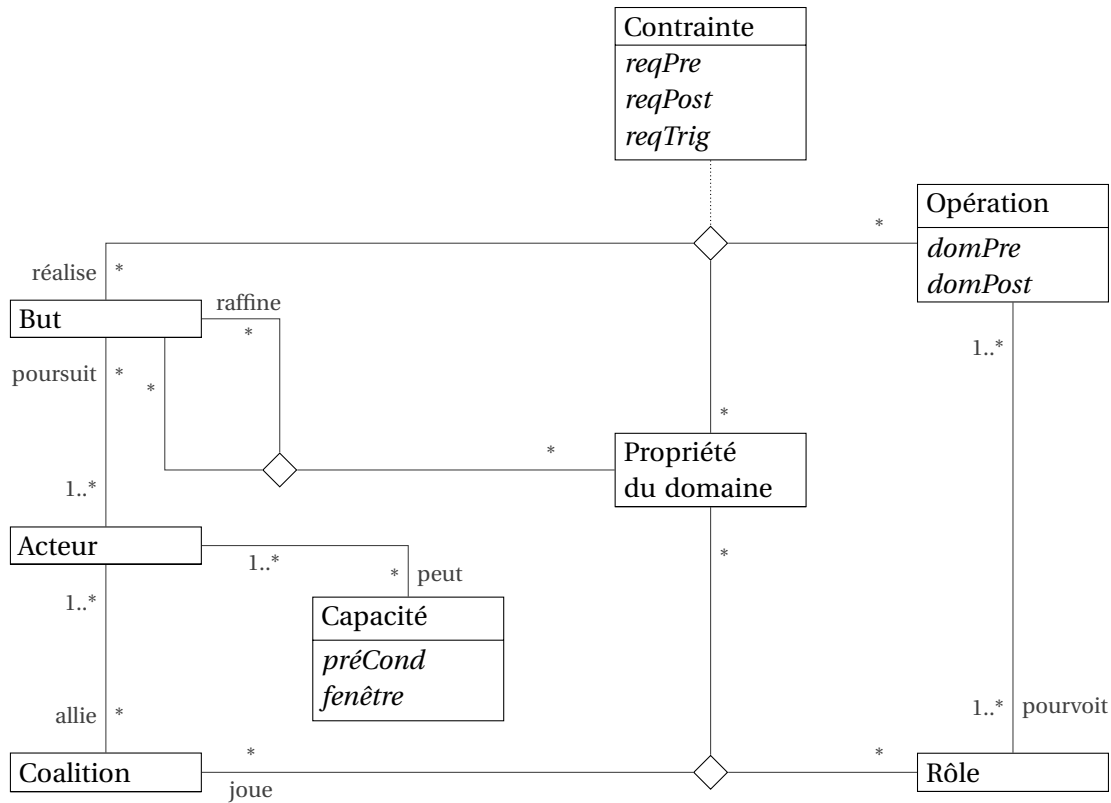 Contrainte
reqPre
reqPost
reqTrig
Opération
domPre
domPost
*
réalise *
But
raffine
*
poursuit *
*
1..*
*
*
Propriété
du domaine
1..*
Acteur
1..*
* peut
*
1..*
Capacité
préCond
fenêtre
allie *
1..* pourvoit
Coalition
*
joue
*
Rôle